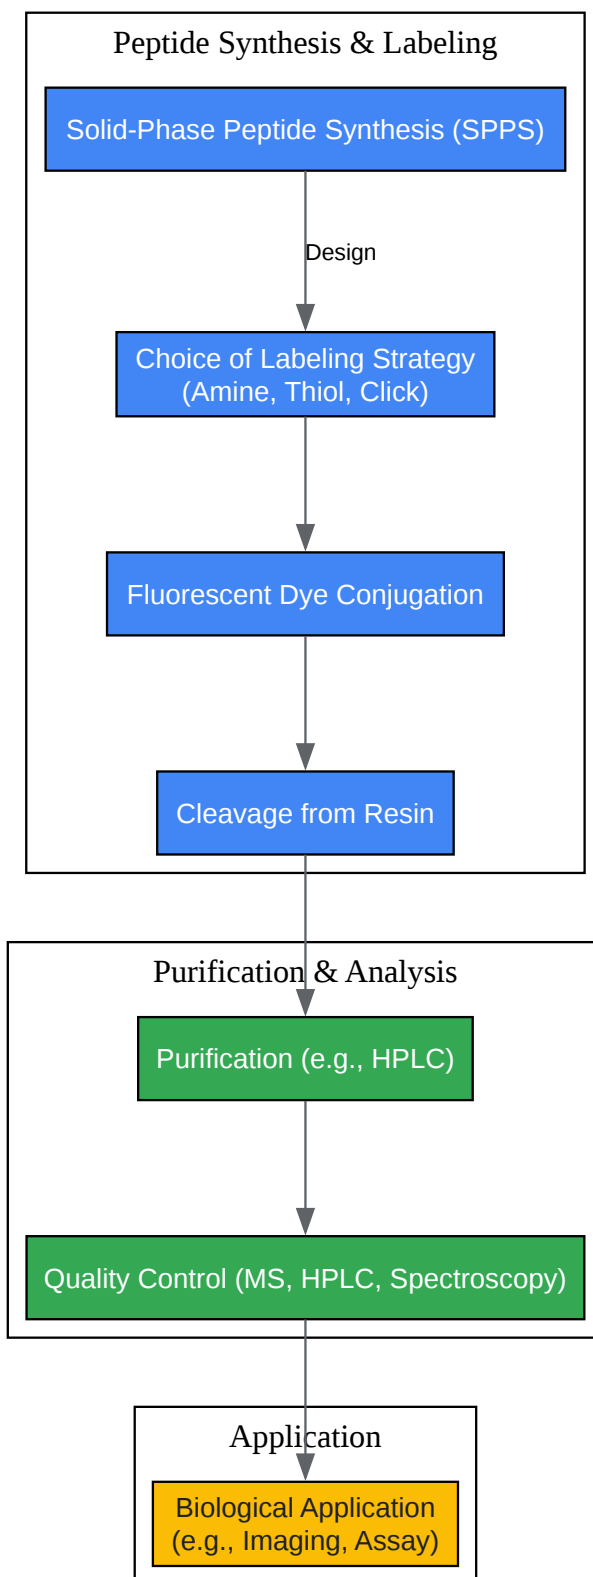 Peptide Synthesis & Labeling
Solid-Phase Peptide Synthesis (SPPS)
Design
Choice of Labeling Strategy
(Amine, Thiol, Click)
Fluorescent Dye Conjugation
Cleavage from Resin
Purification & Analysis
Purification (e.g., HPLC)
Quality Control (MS, HPLC, Spectroscopy)
Application
Biological Application
(e.g., Imaging, Assay)